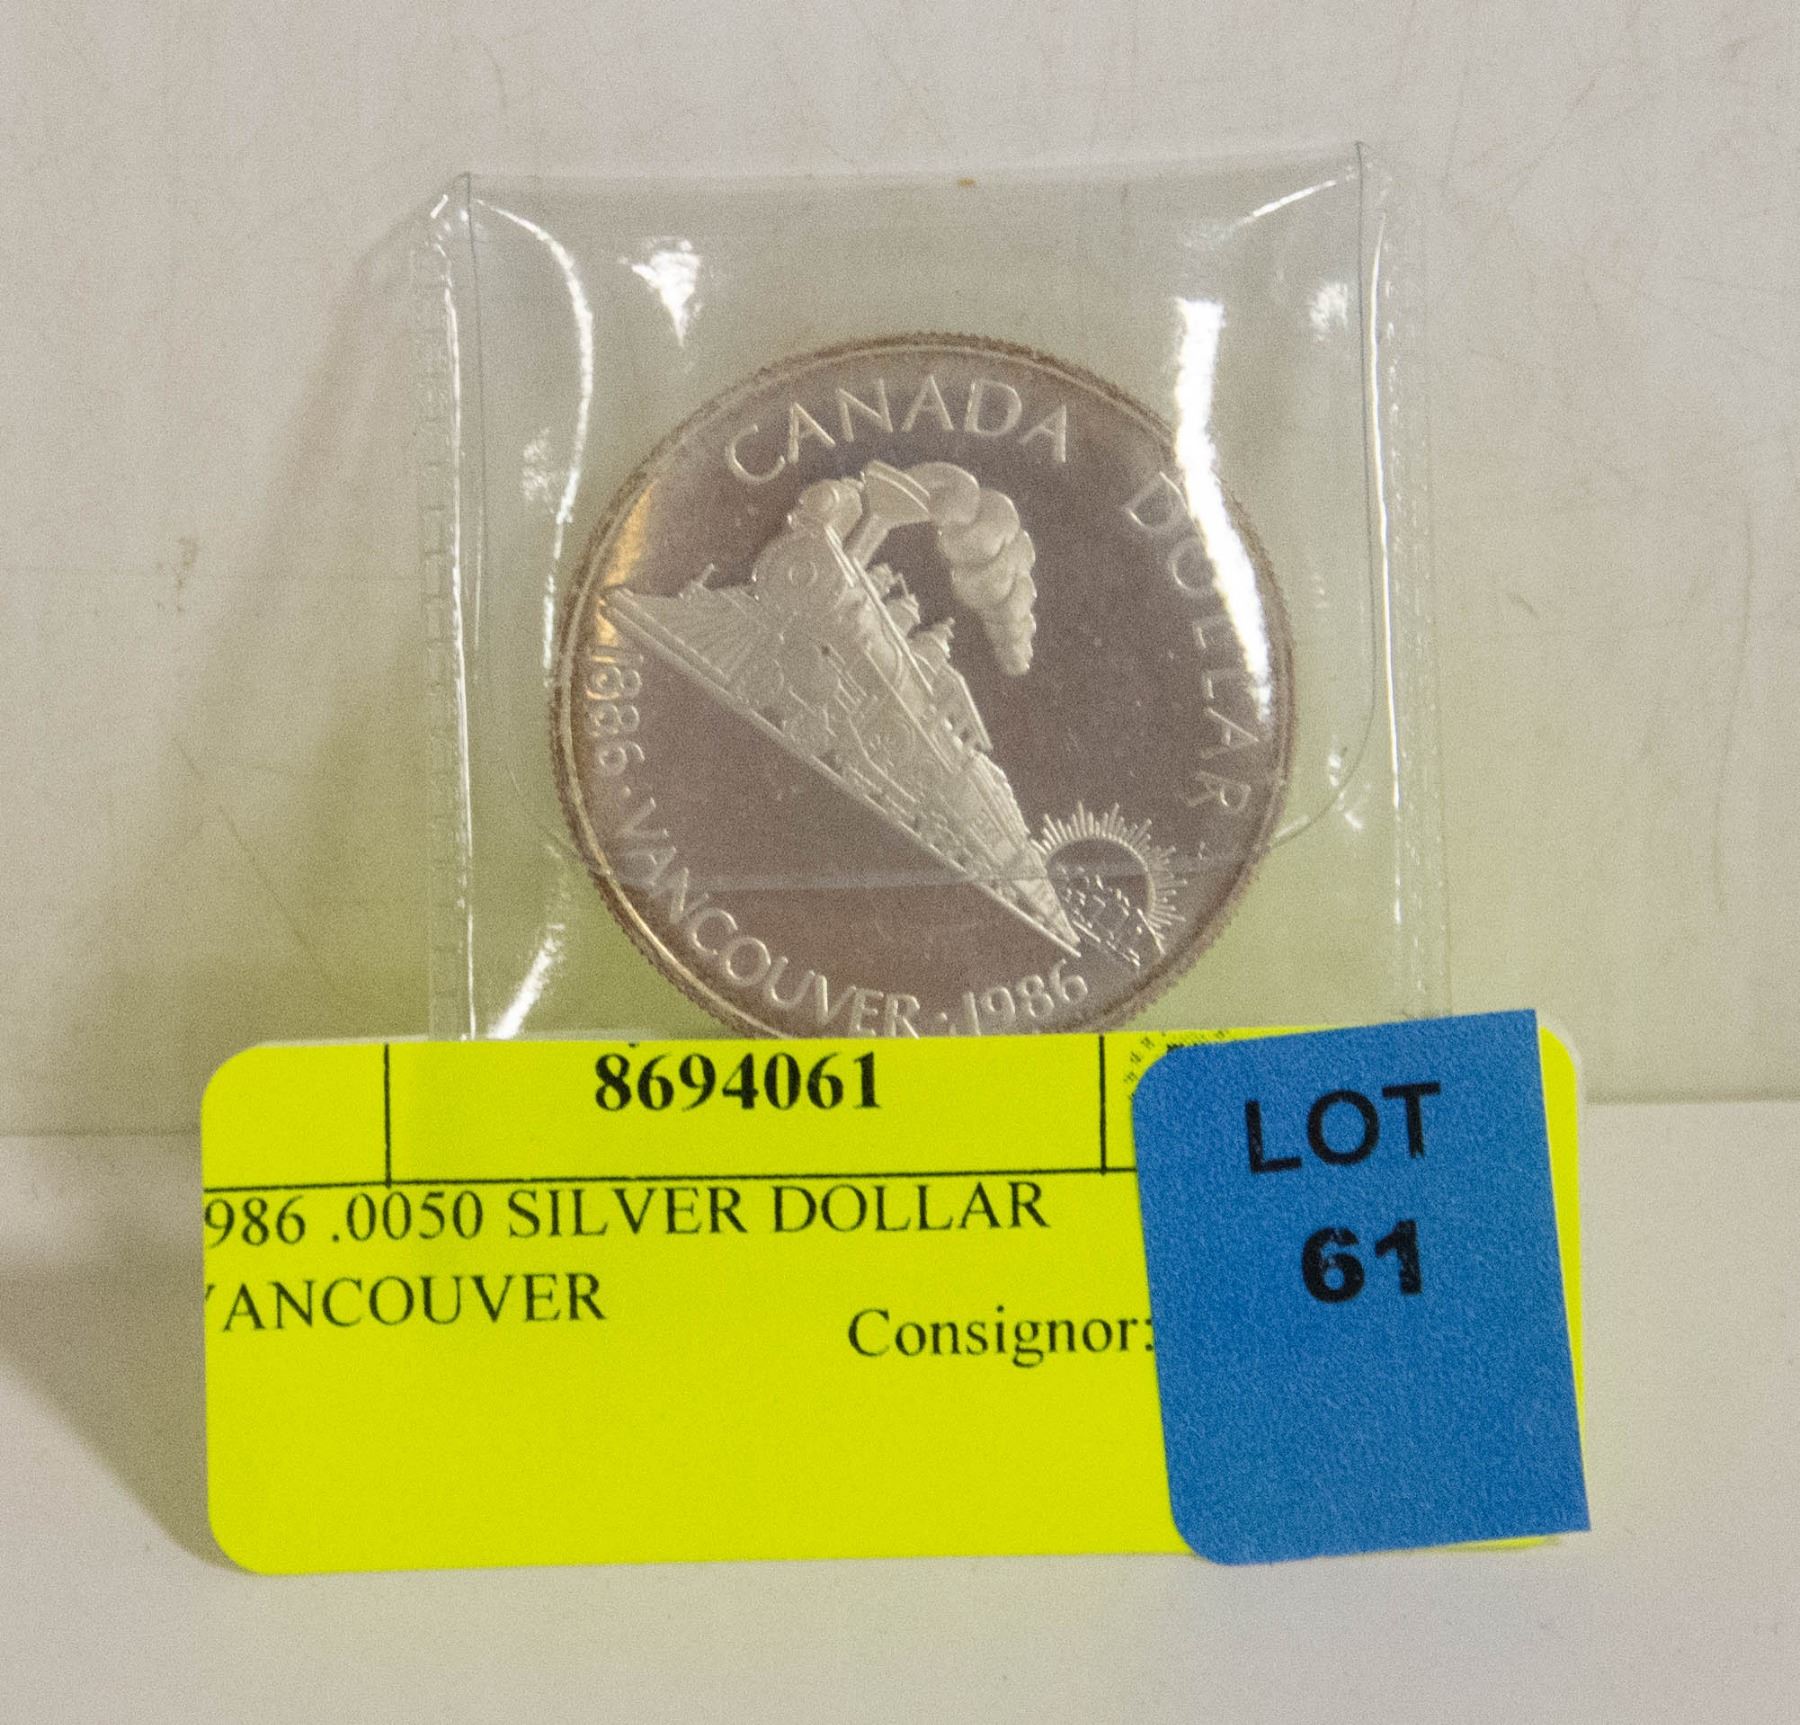 CANADA DOLLAR
1886 · VANCOUVER · 1986
8694061
986 .0050 SILVER DOLLAR
VANCOUVER
Consignor:
LOT
61